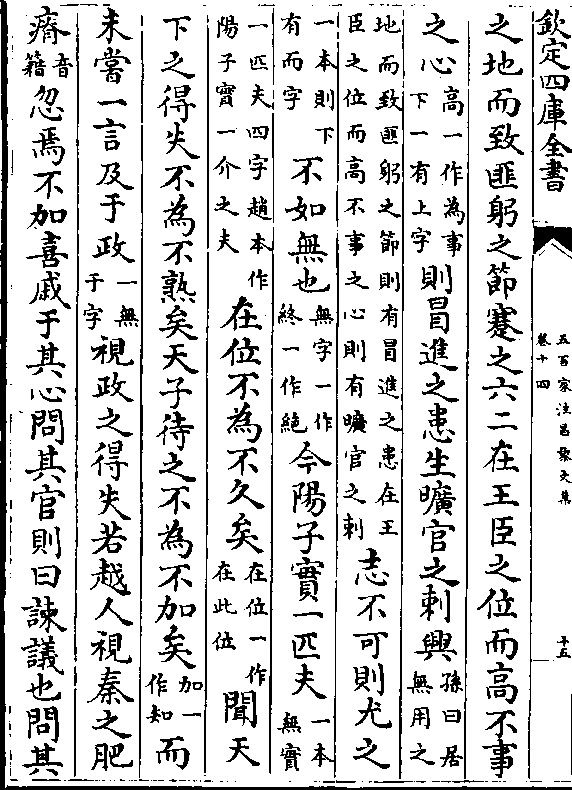 欽定四庫全書
五百家注昌黎文集
卷十四
十五
之地而致匪躬之節蹇之六二在王臣之位而高不事
之心高一作為事下一有上字則冒進之患生曠官之刺興孫曰居無用之
地而致匪躬之節則有冒進之患在王臣之位而高不事之心則有曠官之刺志不可則尤之
一本則下有而字不如無也無字一作終一作絶今陽子實一匹夫一本無實
一匹夫四字趙本作陽子實一介之夫在位不為不久矣在位一作在此位聞天
下之得失不為不熟矣天子待之不為不加矣加一作知而
未嘗一言及于政一無于字視政之得失若越人視秦之肥
瘠音籍忽焉不加喜戚于其心問其官則曰諫議也問其